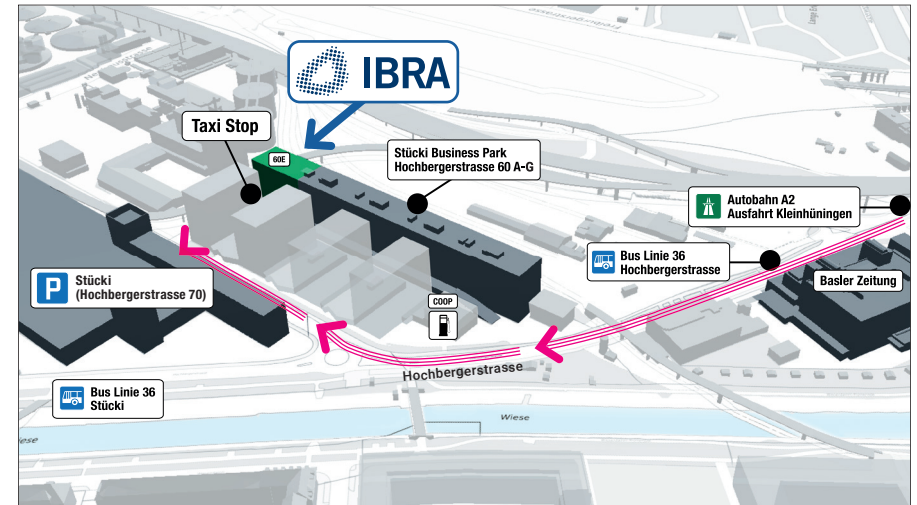 Freiburgerstrasse
IBRA
Taxi Stop
60E
Stücki Business Park
Hochbergerstrasse 60 A-G
Autobahn A2
Ausfahrt Kleinhüningen
Bus Linie 36
Hochbergerstrasse
Basler Zeitung
P
Stücki
(Hochbergerstrasse 70)
COOP
Hochbergerstrasse
Bus Linie 36
Stücki
Wiese